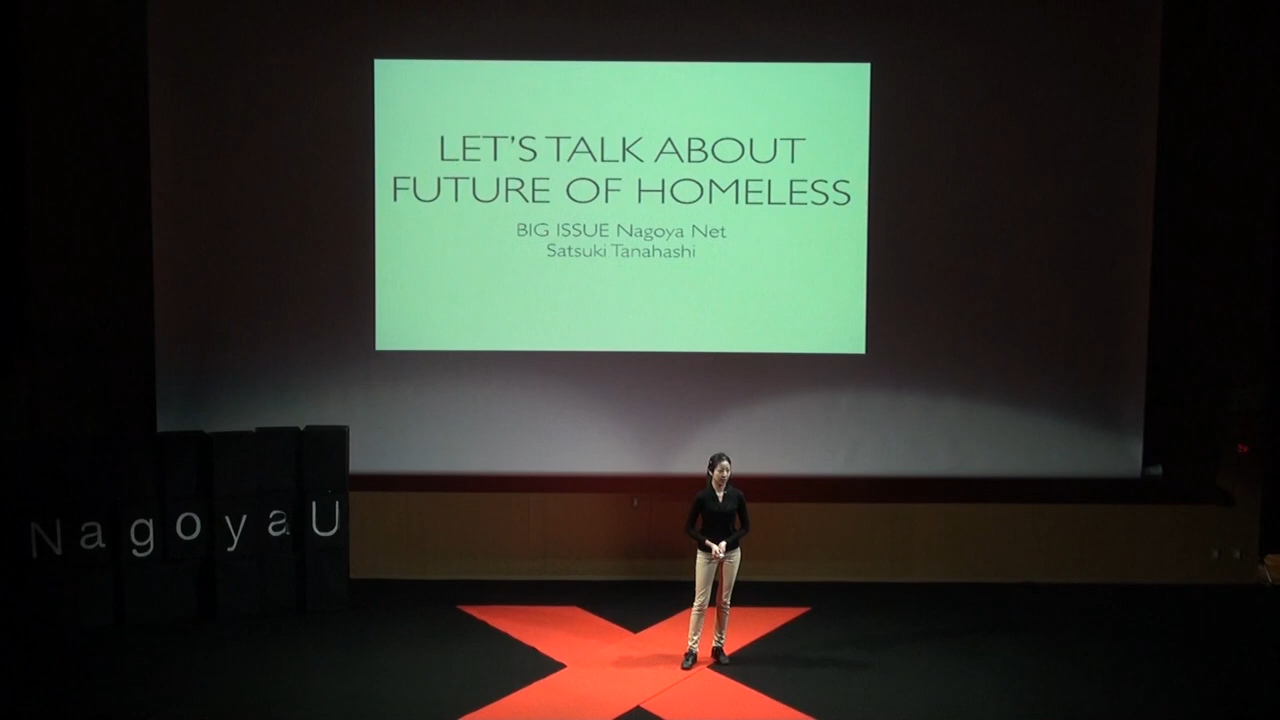 LET'S TALK ABOUT
FUTURE OF HOMELESS
BIG ISSUE Nagoya Net
Satsuki Tanahashi
NagoyaU